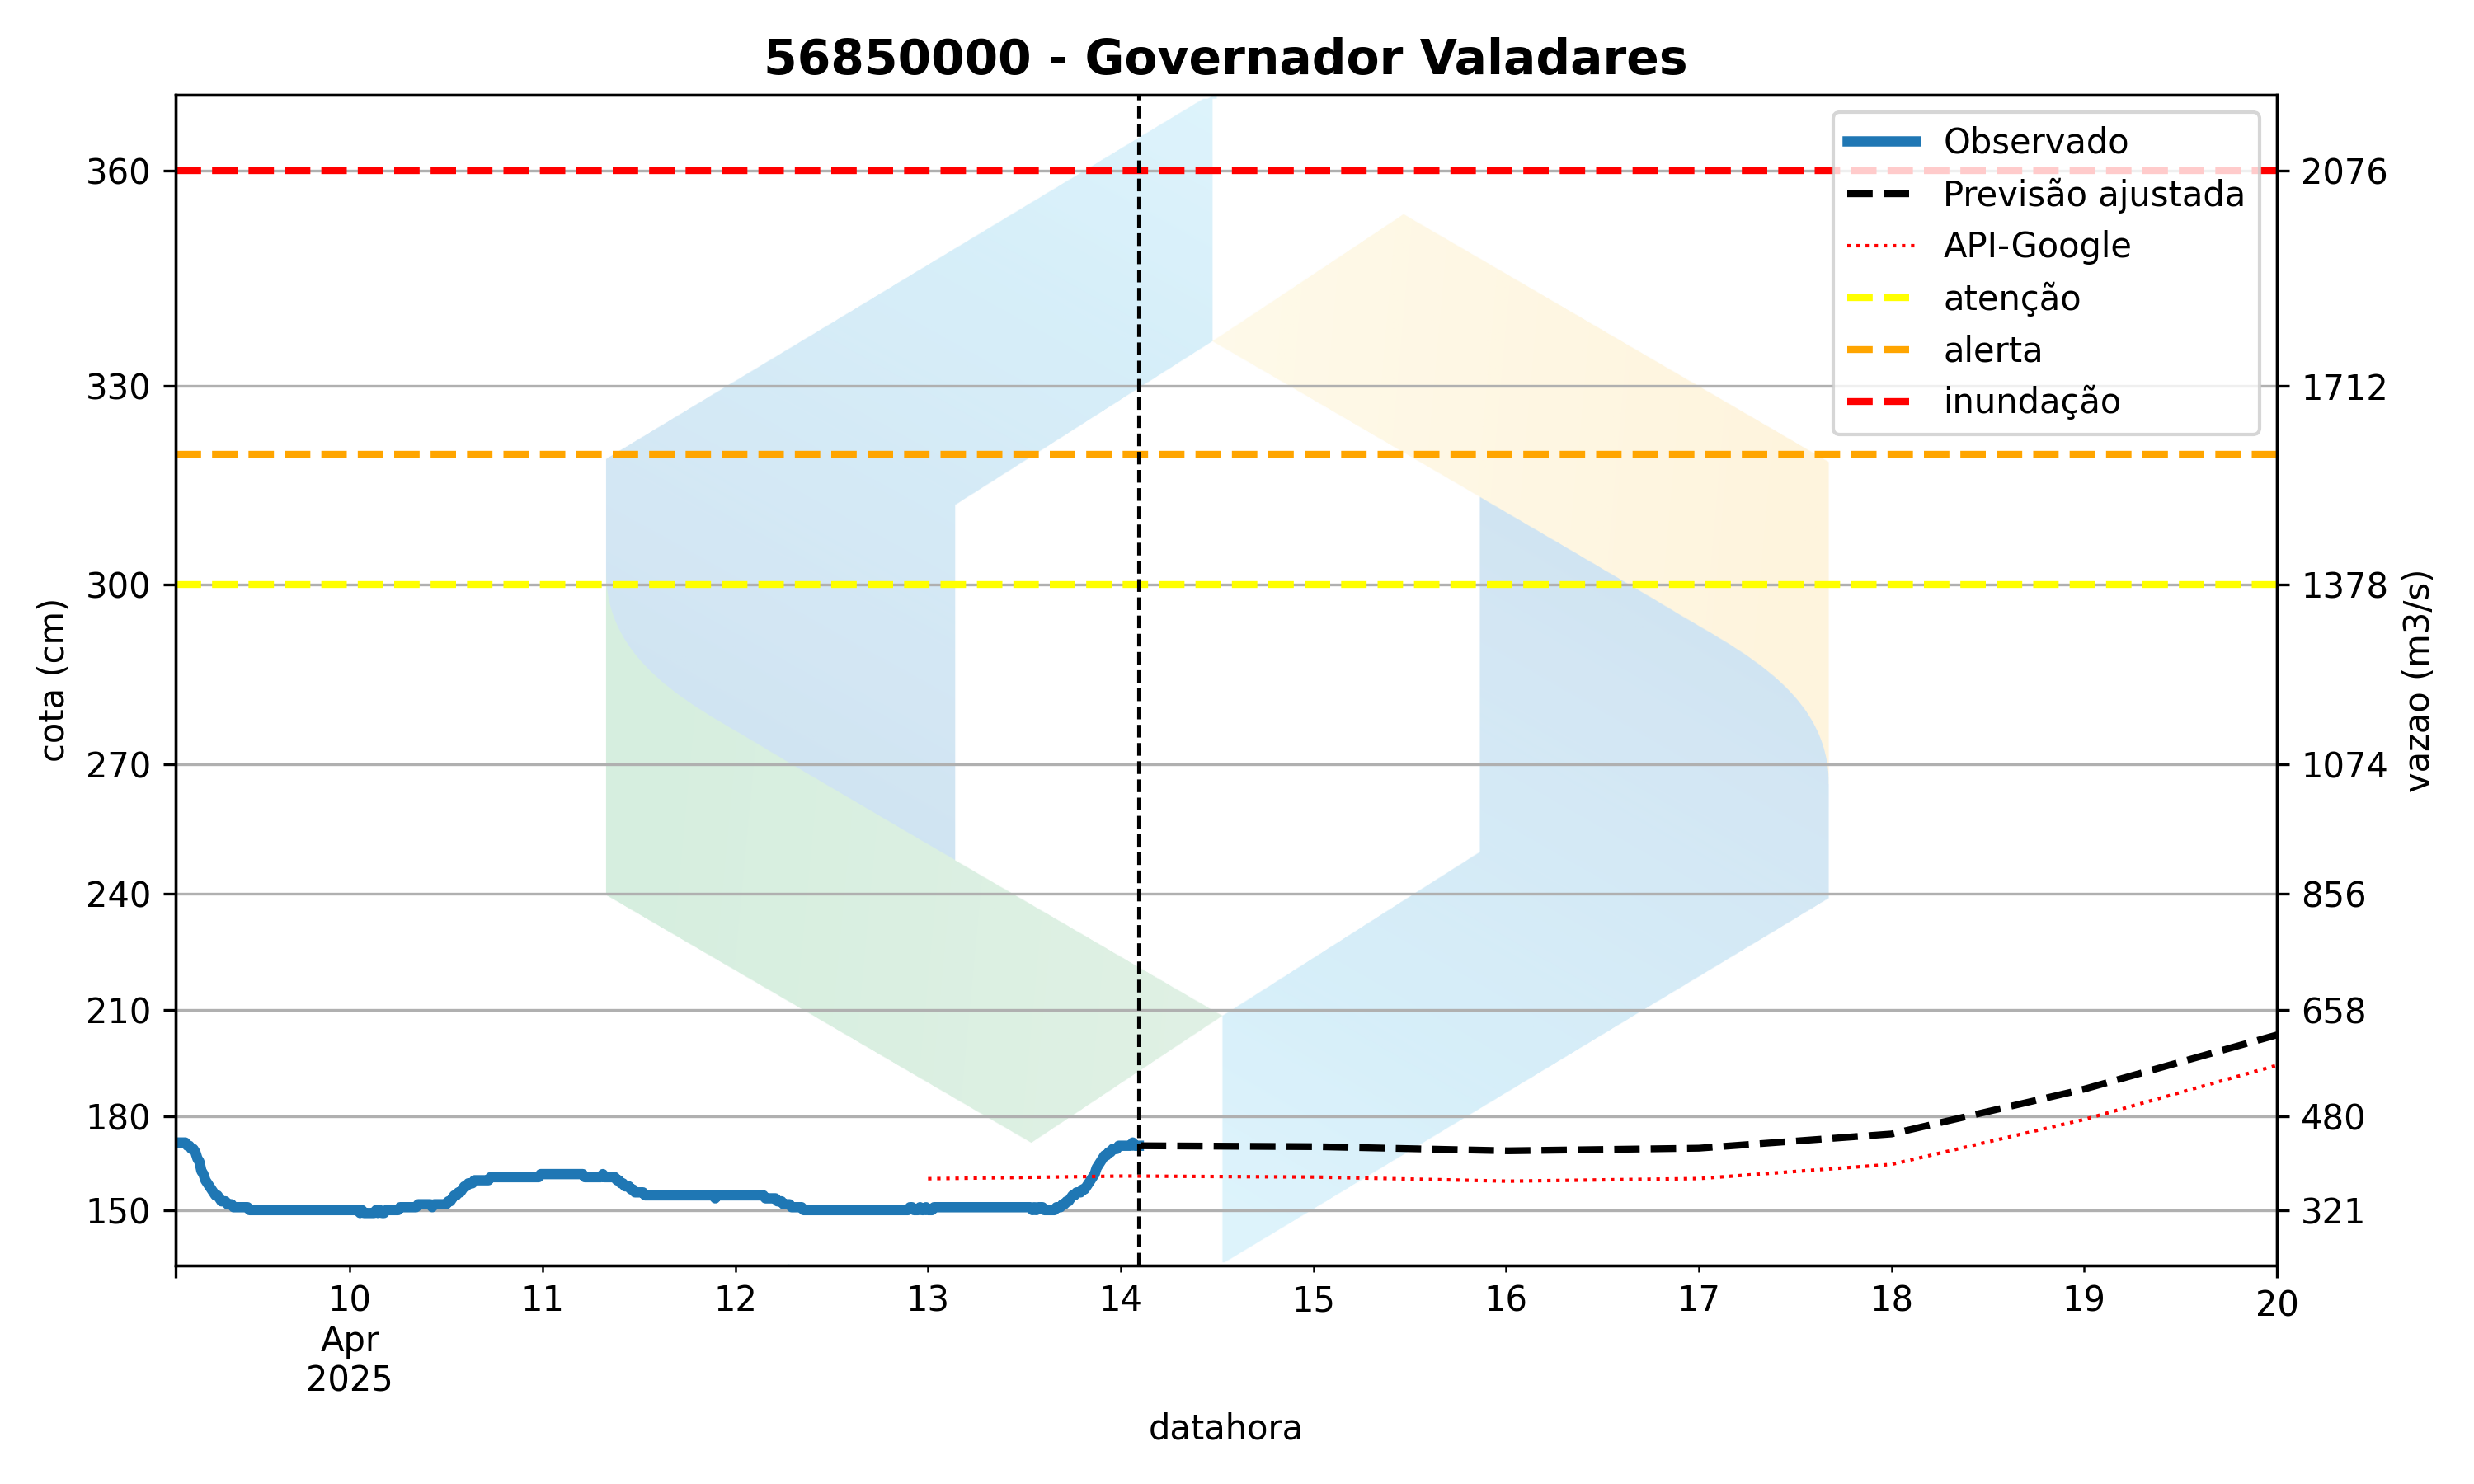 56850000 - Governador Valadares
Observado
Previsão ajustada
API-Google
atenção
alerta
inundação
cota (cm)
360
330
300
270
240
210
180
150
2076
1712
1378
1074
856
658
480
321
vazao (m3/s)
10 11 12 13 14 15 16 17 18 19 20
Apr
2025
datahora